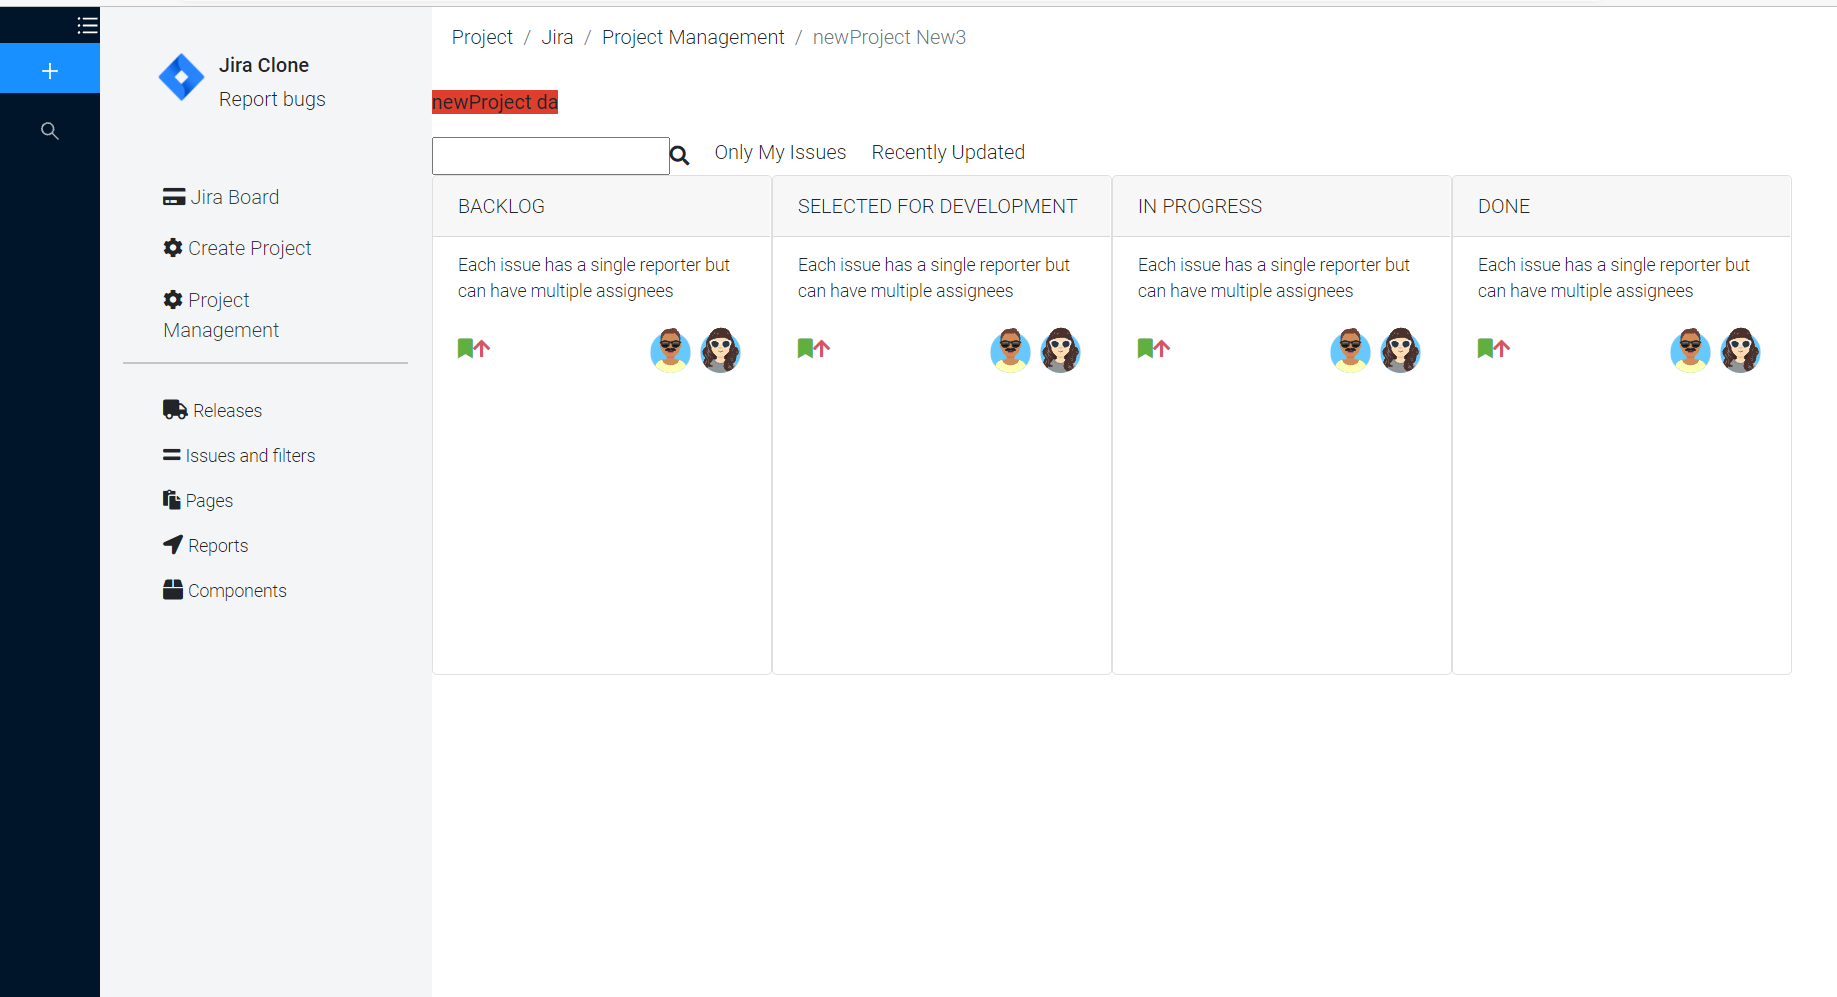 Jira Clone
Report bugs
Jira Board
Create Project
Project
Management
Releases
Issues and filters
Pages
Reports
Components
Project / Jira / Project Management / newProject New3
newProject da
Only My Issues Recently Updated
BACKLOG
Each issue has a single reporter but
can have multiple assignees
SELECTED FOR DEVELOPMENT
Each issue has a single reporter but
can have multiple assignees
IN PROGRESS
Each issue has a single reporter but
can have multiple assignees
DONE
Each issue has a single reporter but
can have multiple assignees